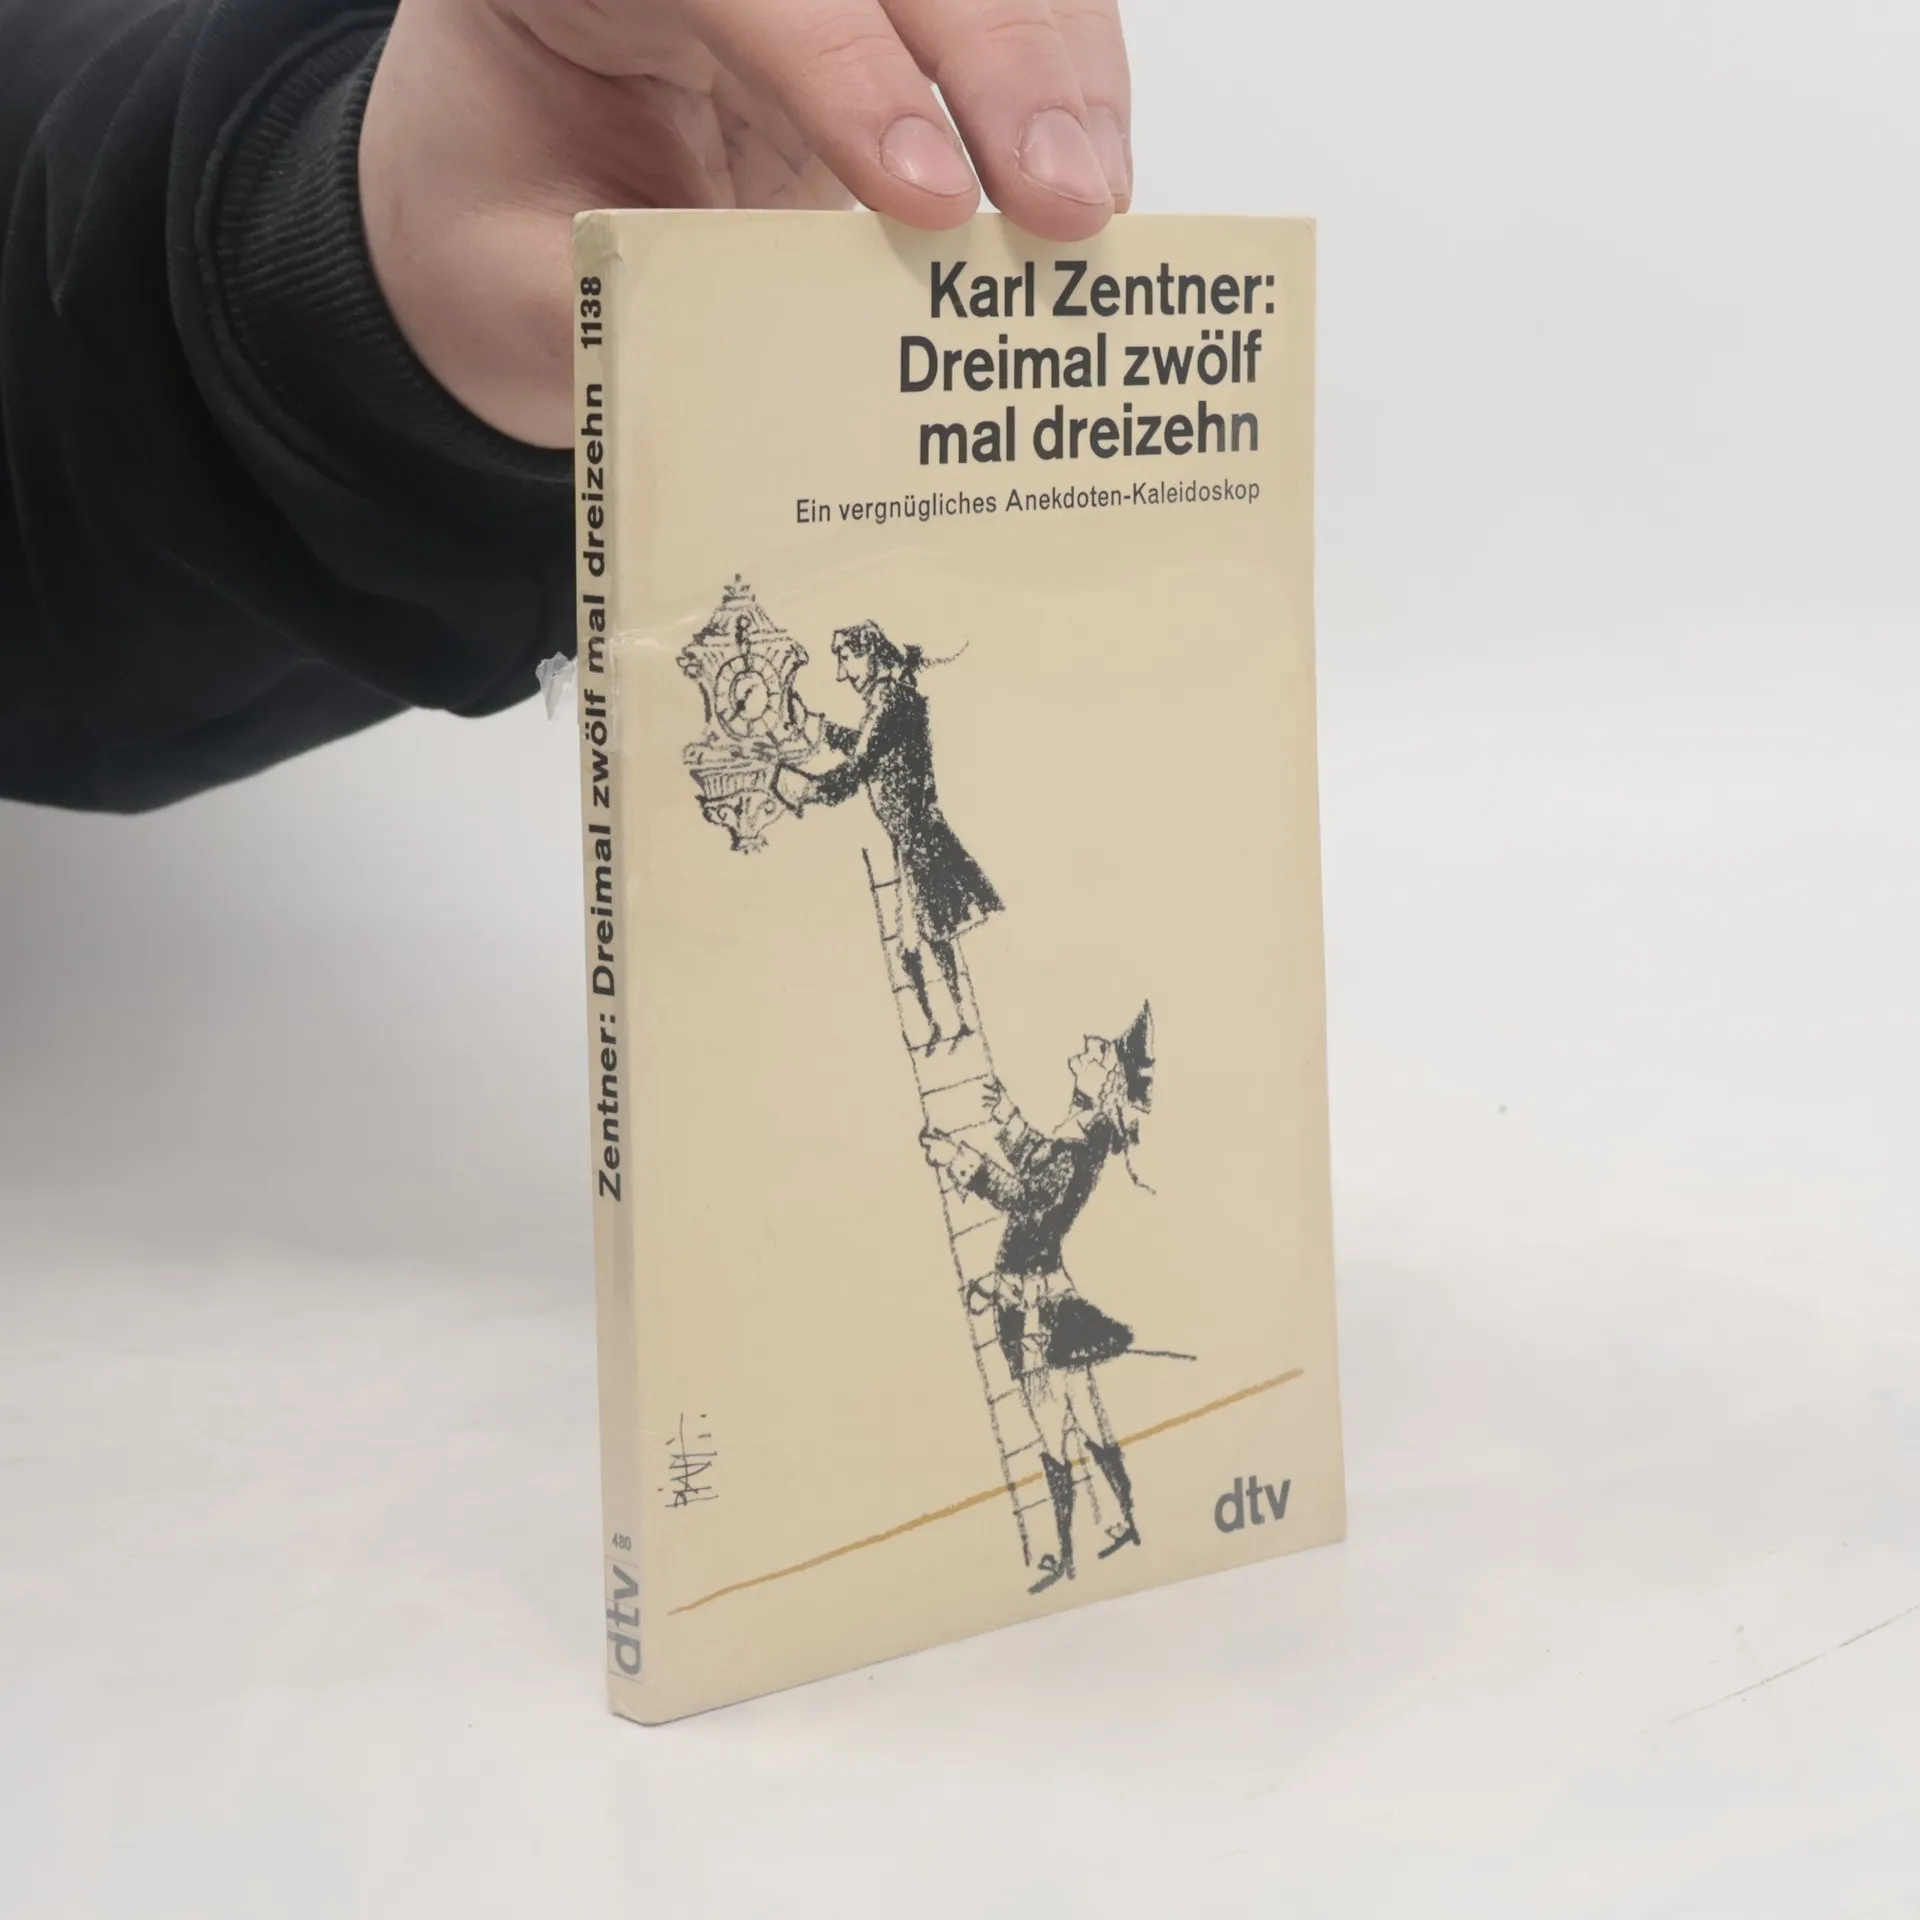 Karl Zentner:
Dreimal zwölf
mal dreizehn
Ein vergnügliches Anekdoten-Kaleidoskop
PiATTi.
dtv
Zentner: Dreimal zwölf mal dreizehn 1138
480
dtv